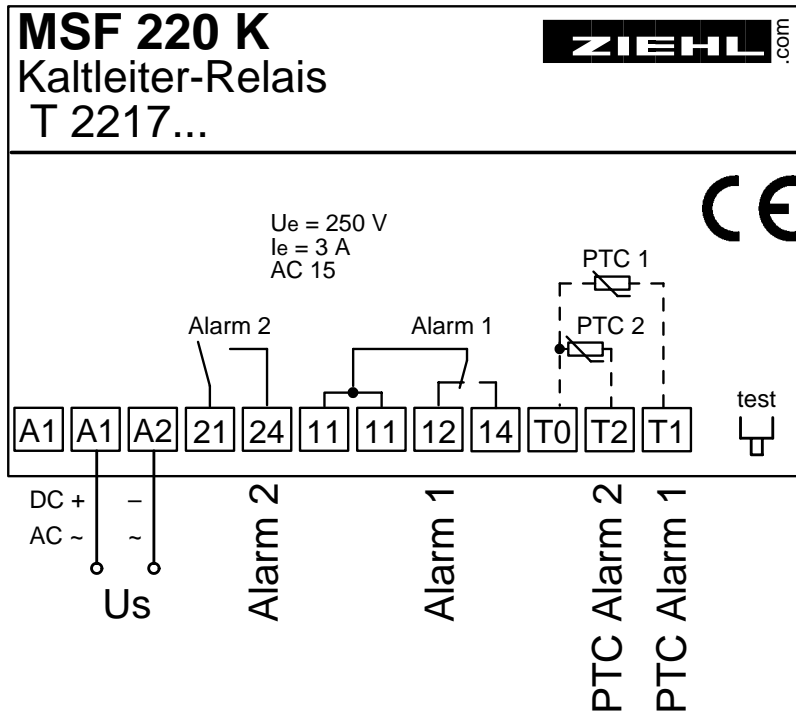 MSF 220 K
ZIEHL.com
Kaltleiter-Relais
T 2217...
CE
Ue = 250 V
Ie = 3 A
AC 15
PTC 1
PTC 2
Alarm 2
Alarm 1
test
A1 A1 A2 21 24 11 11 12 14 T0 T2 T1
DC + –
AC ~ ~
Us
Alarm 2
Alarm 1
PTC Alarm 2
PTC Alarm 1